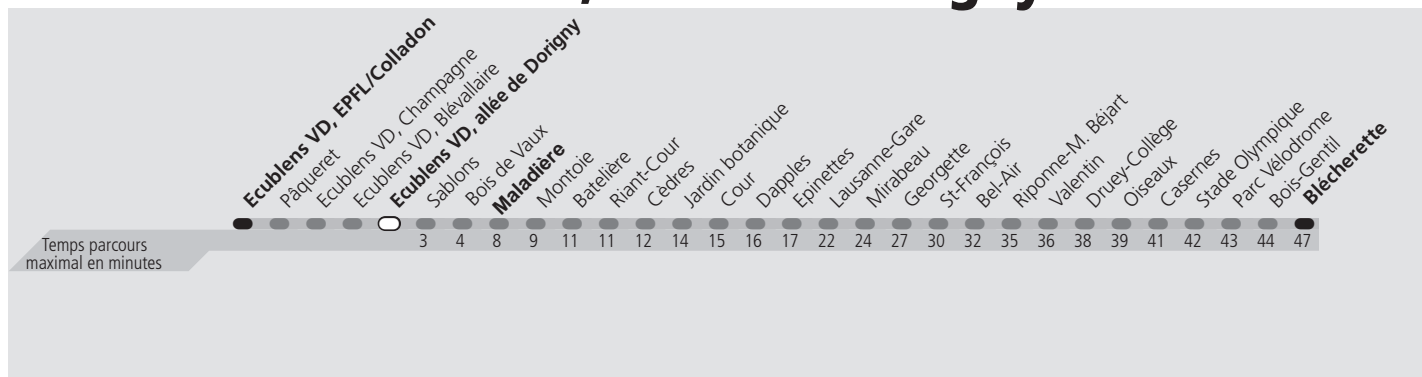 Ecublens VD, EPFL/Colladon
Pâqueret
Ecublens VD, Champagne
Ecublens VD, Blévallaire
Ecublens VD, allée de Dorigny
Sablons
Bois de Vaux
Maladière
Montoie
Batelière
Riant-Cour
Cèdres
Jardin botanique
Cour
Dapples
Epinettes
Lausanne-Gare
Mirabeau
Georgette
St-François
Bel-Air
Riponne-M. Béjart
Valentin
Druey-Collège
Oiseaux
Casernes
Stade Olympique
Parc Vélodrome
Bois-Gentil
Blécherette
Temps parcours
maximal en minutes
3 4 8 9 11 11 12 14 15 16 17 22 24 27 30 32 35 36 38 39 41 42 43 44 47